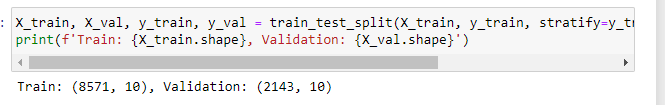 :
X_train, X_val, y_train, y_val = train_test_split(X_train, y_train, stratify=y_tr
print(f'Train: {X_train.shape}, Validation: {X_val.shape}')
Train: (8571, 10), Validation: (2143, 10)